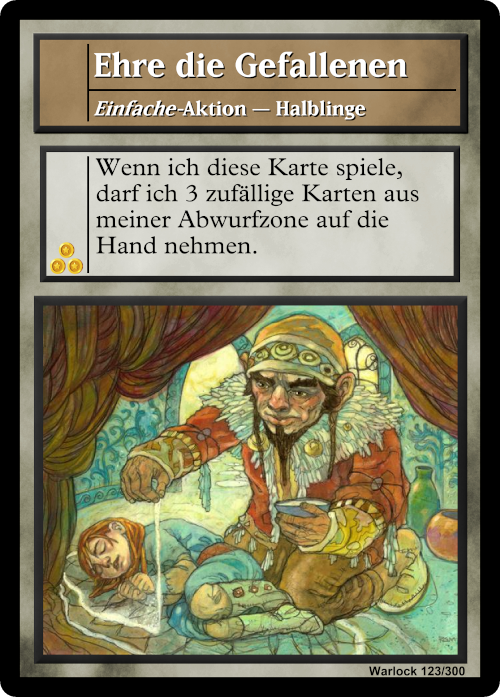 Ehre die Gefallenen
Einfache-Aktion — Halblinge
Wenn ich diese Karte spiele,
darf ich 3 zufällige Karten aus
meiner Abwurfzone auf die
Hand nehmen.
Warlock 123/300